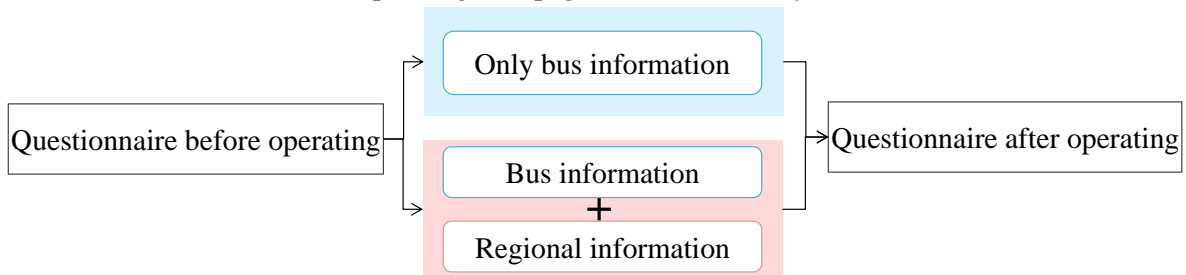 Only bus information
Questionnaire before operating
Questionnaire after operating
Bus information
+
Regional information